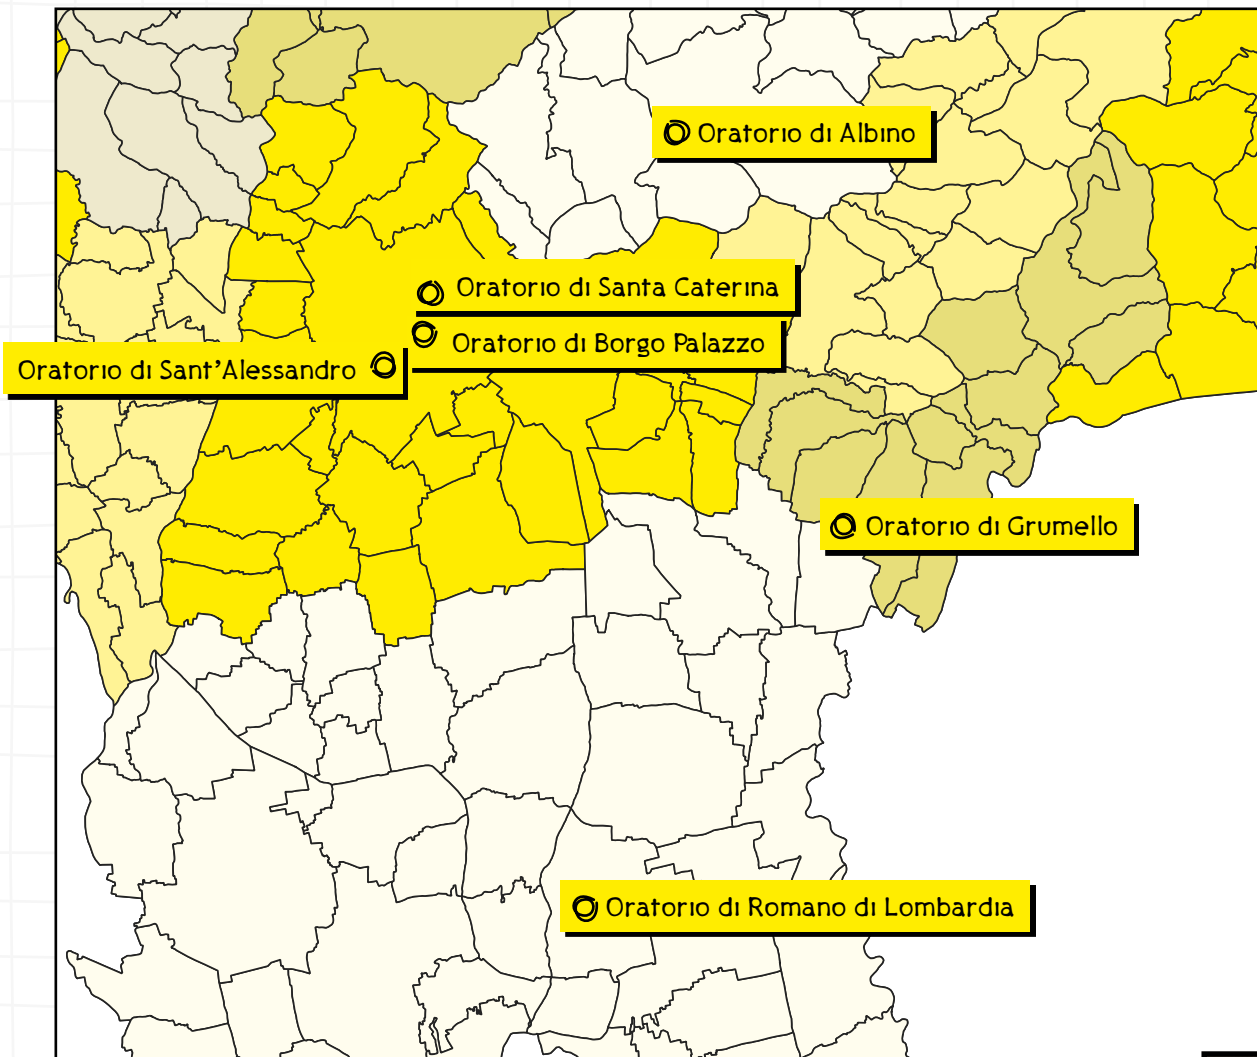 Oratorio di Albino
Oratorio di Santa Caterina
Oratorio di Borgo Palazzo
Oratorio di Sant'Alessandro
Oratorio di Grumello
Oratorio di Romano di Lombardia